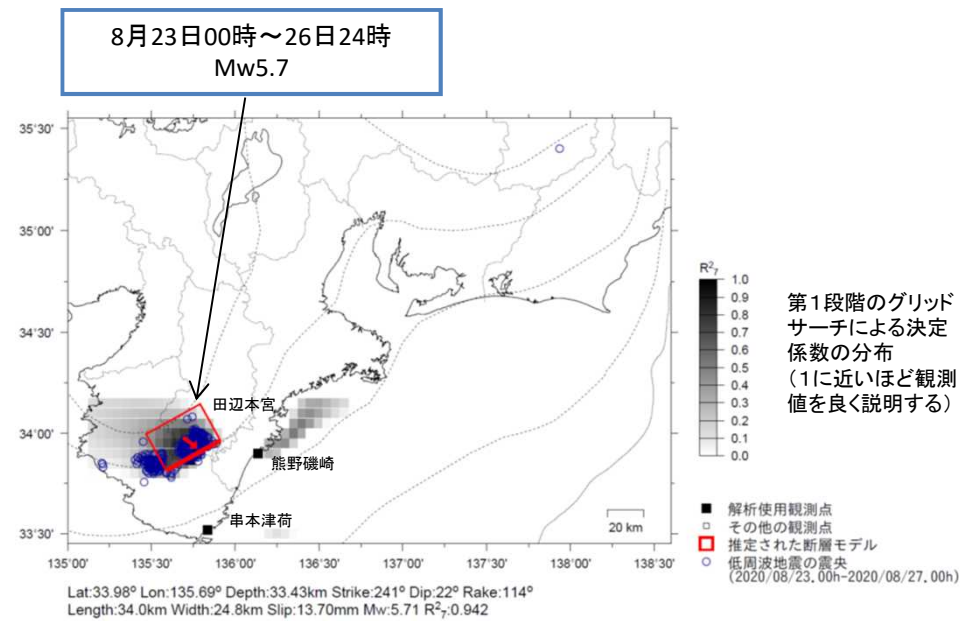 8月23日00時～26日24時
Mw5.7
35˚30'
35˚00'
34˚30'
34˚00'
33˚30'
田辺本宮
熊野磯崎
串本津荷
20 km
135˚00'
135˚30'
136˚00'
136˚30'
137˚00'
137˚30'
138˚00'
138˚30'
R²₇
1.0
0.9
0.8
0.7
0.6
0.5
0.4
0.3
0.2
0.1
0.0
第１段階のグリッド
サーチによる決定
係数の分布
（１に近いほど観測
値を良く説明する）
解析使用観測点
その他の観測点
推定された断層モデル
低周波地震の震央
(2020/08/23.00h-2020/08/27.00h)
Lat:33.98° Lon:135.69° Depth:33.43km Strike:241° Dip:22° Rake:114°
Length:34.0km Width:24.8km Slip:13.70mm Mw:5.71 R²₇:0.942